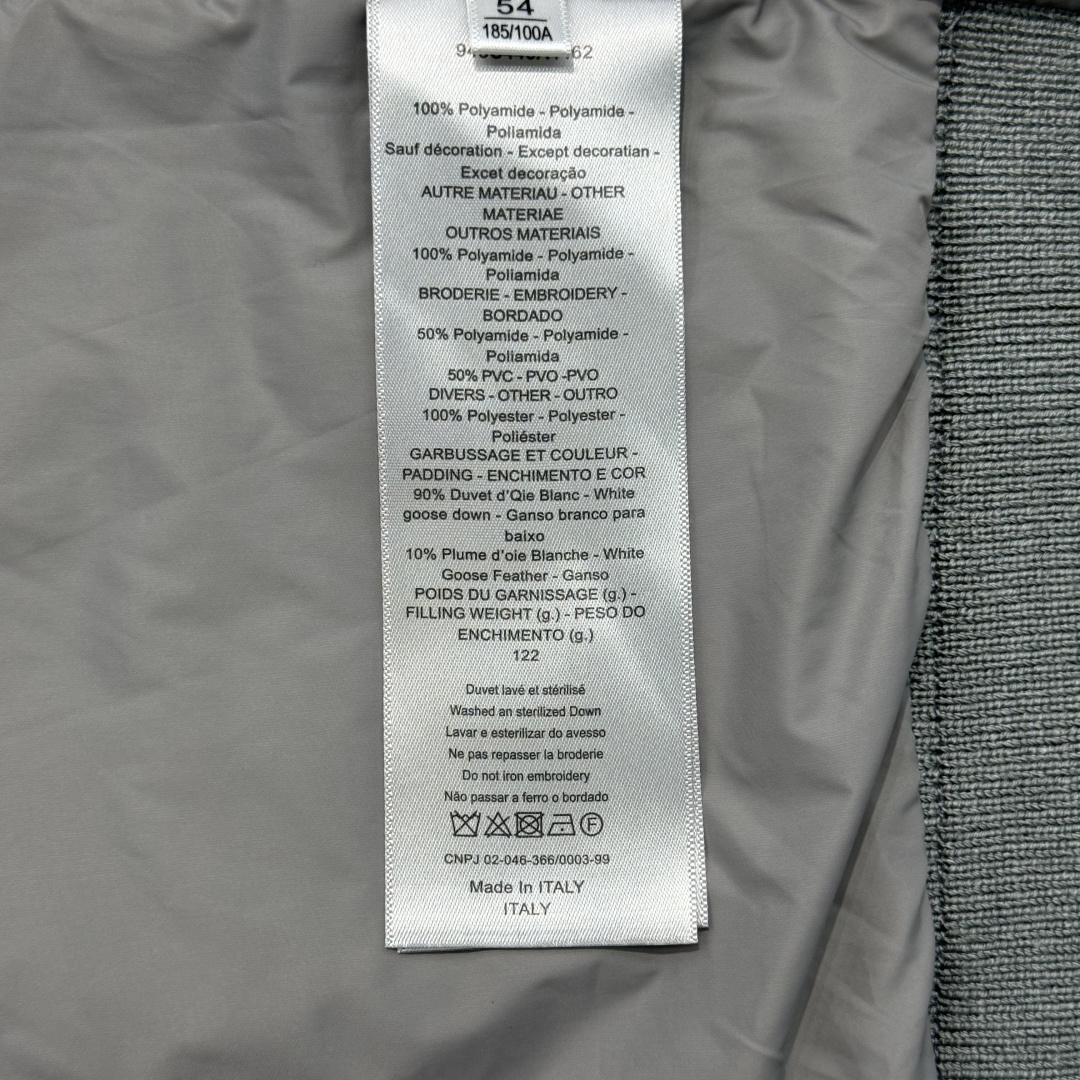 54
185/100A
62
100% Polyamide - Polyamide -
Poliamida
Sauf décoration - Except decoratian -
Excet decoração
AUTRE MATERIAU - OTHER
MATERIAE
OUTROS MATERIAIS
100% Polyamide - Polyamide -
Poliamida
BRODERIE - EMBROIDERY -
BORDADO
50% Polyamide - Polyamide -
Poliamida
50% PVC - PVO -PVO
DIVERS - OTHER - OUTRO
100% Polyester - Polyester -
Poliéster
GARBUSSAGE ET COULEUR -
PADDING - ENCHIMENTO E COR
90% Duvet d'Qie Blanc - White
goose down - Ganso branco para
baixo
10% Plume d'oie Blanche - White
Goose Feather - Ganso
POIDS DU GARNISSAGE (g.) -
FILLING WEIGHT (g.) - PESO DO
ENCHIMENTO (g.)
122
Duvet lavé et stérilisé
Washed an sterilized Down
Lavar e esterilizar do avesso
Ne pas repasser la broderie
Do not iron embroidery
Não passar a ferro o bordado
F
CNPJ 02-046-366/0003-99
Made In ITALY
ITALY